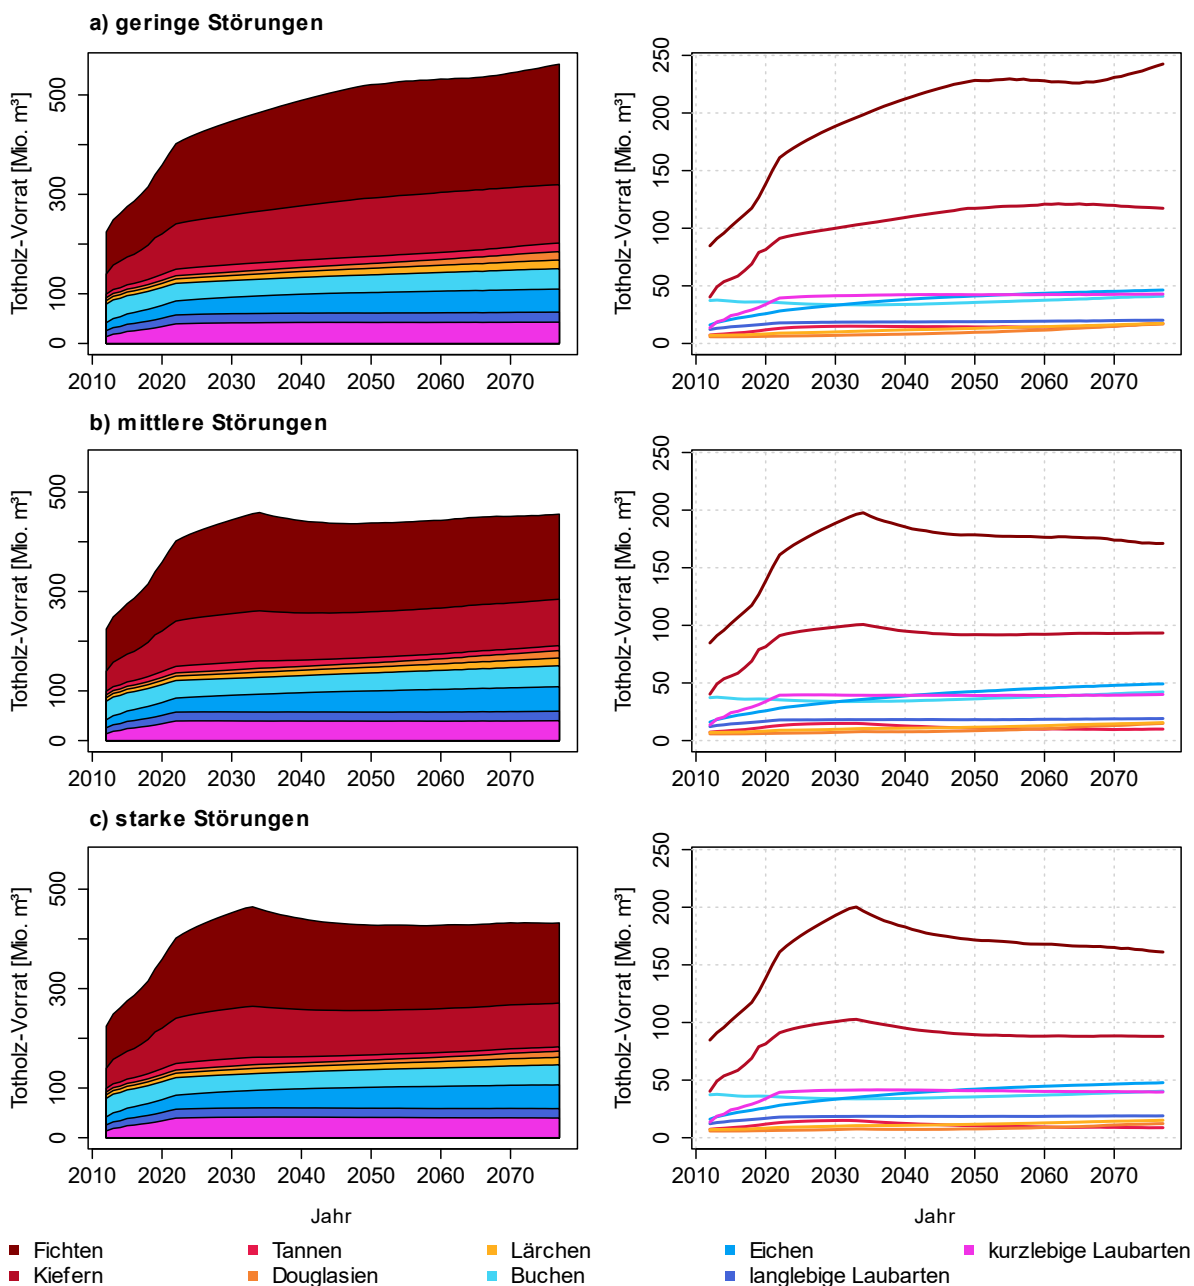 a) geringe Störungen
Totholz-Vorrat [Mio. m³]
0 100 300 500
2010 2020 2030 2040 2050 2060 2070
Totholz-Vorrat [Mio. m³]
0 50 100 150 200 250
2010 2020 2030 2040 2050 2060 2070
b) mittlere Störungen
Totholz-Vorrat [Mio. m³]
0 100 300 500
2010 2020 2030 2040 2050 2060 2070
Totholz-Vorrat [Mio. m³]
0 50 100 150 200 250
2010 2020 2030 2040 2050 2060 2070
c) starke Störungen
Totholz-Vorrat [Mio. m³]
0 100 300 500
2010 2020 2030 2040 2050 2060 2070
Jahr
Totholz-Vorrat [Mio. m³]
0 50 100 150 200 250
2010 2020 2030 2040 2050 2060 2070
Jahr
Fichten Tannen Lärchen Eichen kurzlebige Laubarten
Kiefern Douglasien Buchen langlebige Laubarten